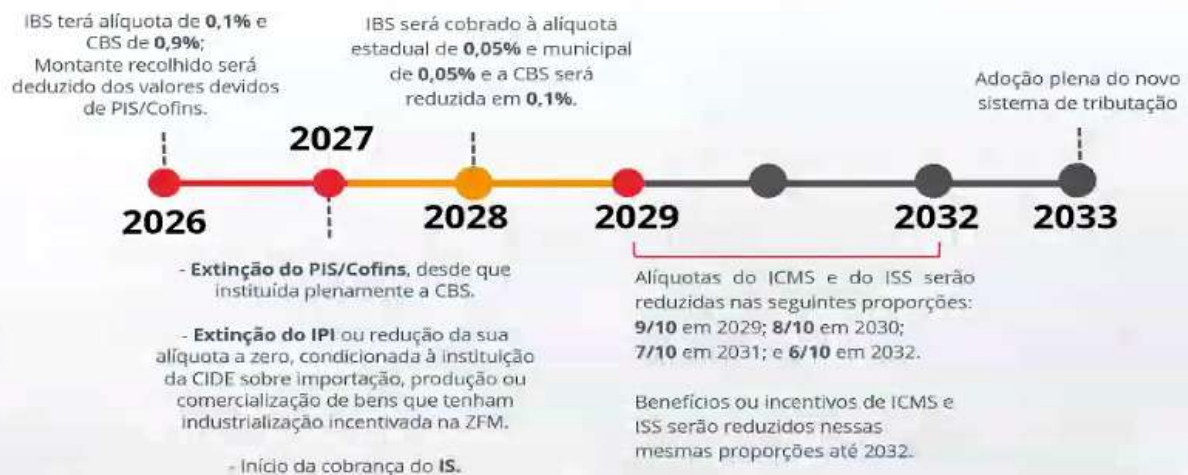 IBS terá alíquota de 0,1% e
CBS de 0,9%;
Montante recolhido será
deduzido dos valores devidos
de PIS/Cofins.
IBS será cobrado à alíquota
estadual de 0,05% e municipal
de 0,05% e a CBS será
reduzida em 0,1%.
Adoção plena do novo
sistema de tributação
2027
2026
2028
2029
2032
2033
- Extinção do PIS/Cofins, desde que
instituída plenamente a CBS.
- Extinção do IPI ou redução da sua
alíquota a zero, condicionada à instituição
da CIDE sobre importação, produção ou
comercialização de bens que tenham
industrialização incentivada na ZFM.
- Início da cobrança do IS.
Alíquotas do ICMS e do ISS serão
reduzidas nas seguintes proporções:
9/10 em 2029; 8/10 em 2030;
7/10 em 2031; e 6/10 em 2032.
Benefícios ou incentivos de ICMS e
ISS serão reduzidos nessas
mesmas proporções até 2032.